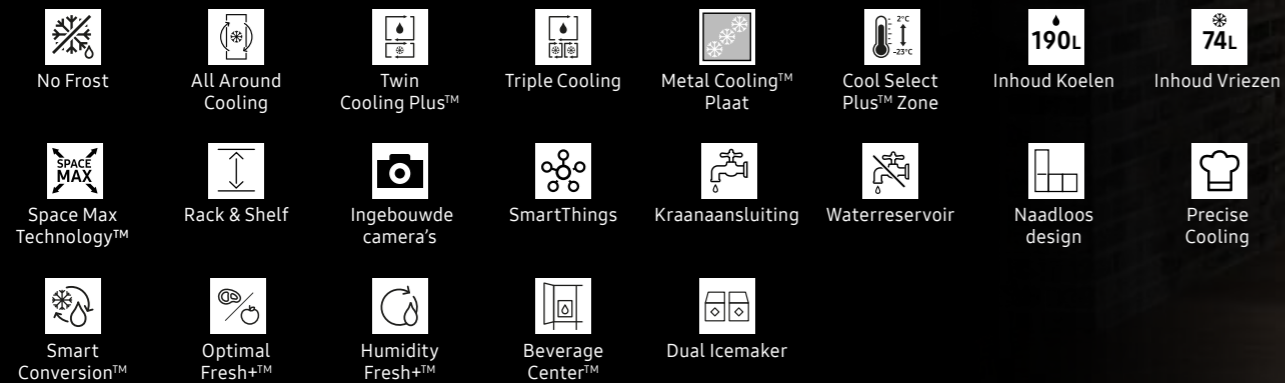 2°C
-23°C
190L
74L
No Frost
All Around
Cooling
Twin
Cooling Plus™
Triple Cooling
Metal Cooling™
Plaat
Cool Select
Plus™ Zone
Inhoud Koelen
Inhoud Vriezen
SPACE
MAX
Space Max
Technology™
Rack & Shelf
Ingebouwde
camera's
SmartThings
Kraanaansluiting
Waterreservoir
Naadloos
design
Precise
Cooling
Smart
Conversion™
Optimal
Fresh+™
Humidity
Fresh+™
Beverage
Center™
Dual Icemaker